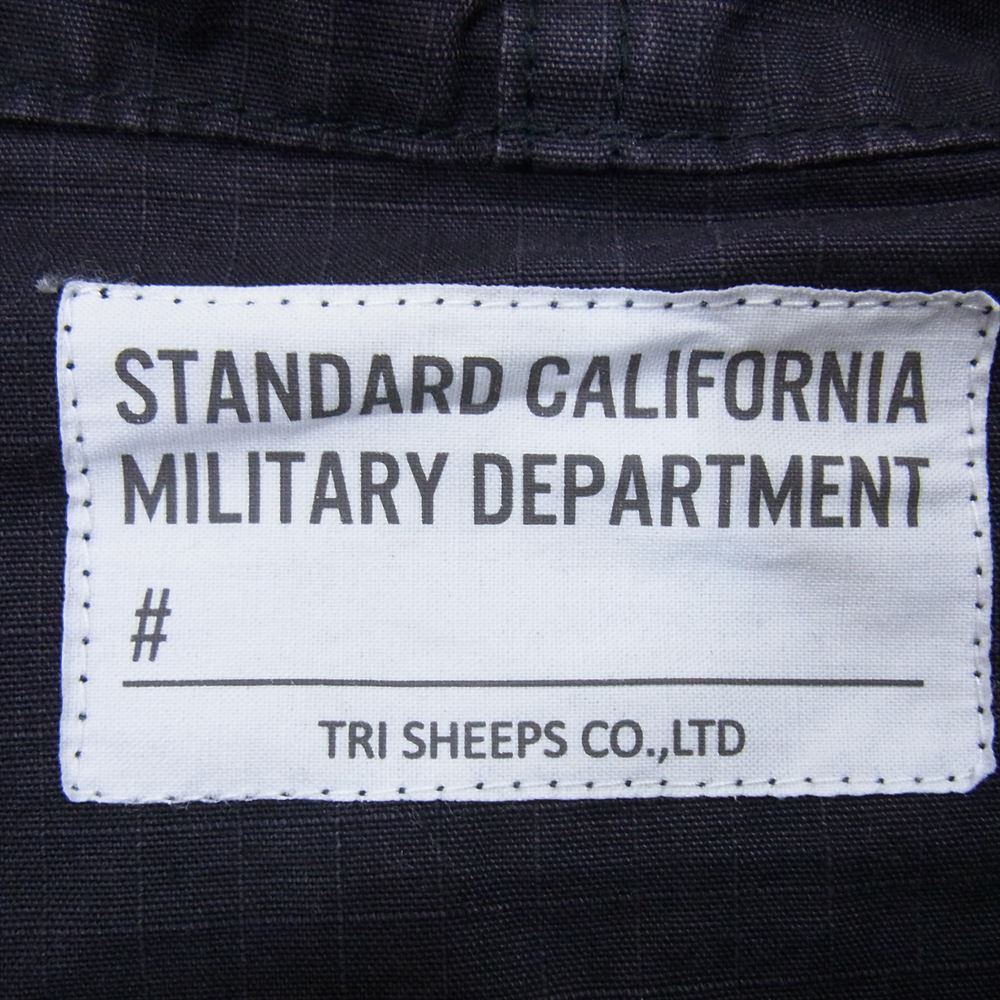 STANDARD CALIFORNIA
MILITARY DEPARTMENT
#
TRI SHEEPS CO.,LTD